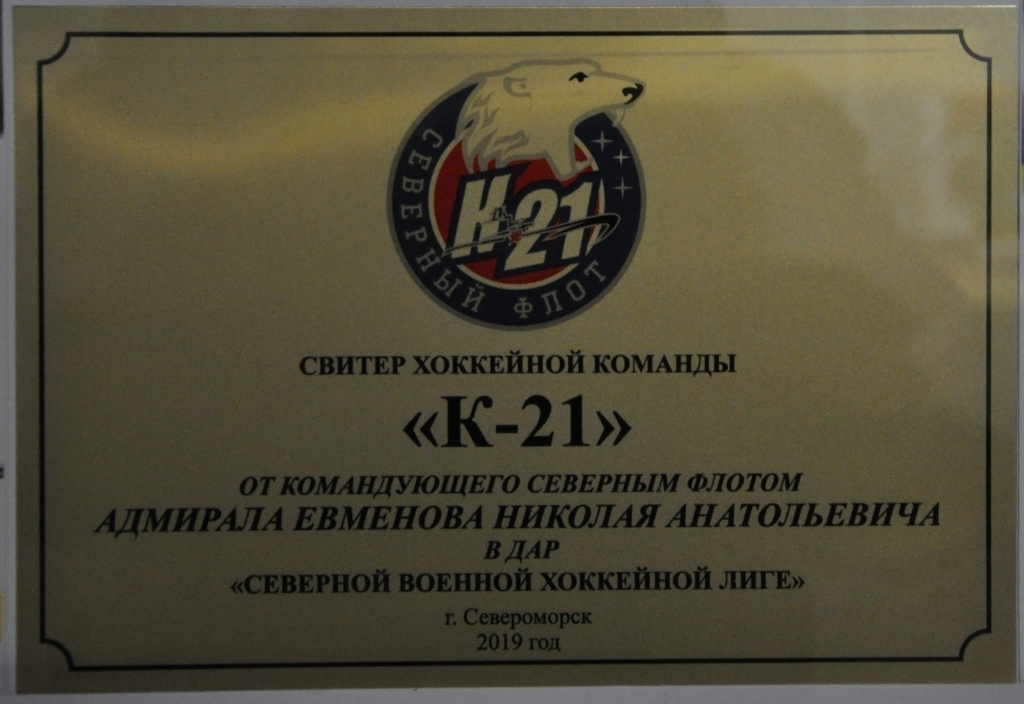 СЕВЕРНЫЙ ФЛОТ
К-21
СВИТЕР ХОККЕЙНОЙ КОМАНДЫ
«К-21»
ОТ КОМАНДУЮЩЕГО СЕВЕРНЫМ ФЛОТОМ
АДМИРАЛА ЕВМЕНОВА НИКОЛАЯ АНАТОЛЬЕВИЧА
В ДАР
«СЕВЕРНОЙ ВОЕННОЙ ХОККЕЙНОЙ ЛИГЕ»
г. Североморск
2019 год